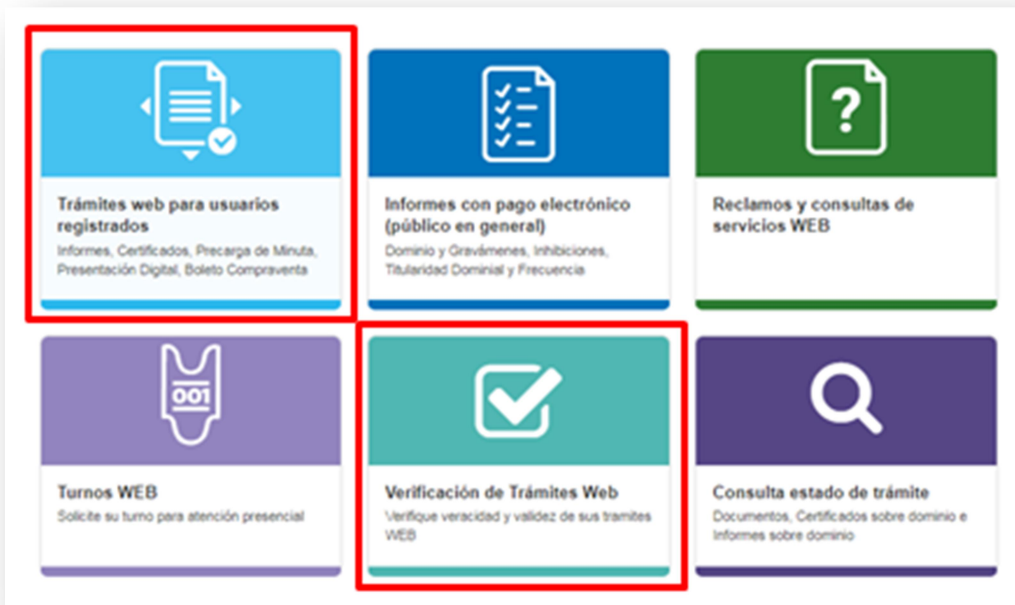 ?
Trámites web para usuarios
registrados
Informes, Certificados, Precarga de Minuta,
Presentación Digital, Boleto Compraventa
Informes con pago electrónico
(público en general)
Dominio y Gravámenes, Inhibiciones,
Titularidad Dominial y Frecuencia
Reclamos y consultas de
servicios WEB
001
Turnos WEB
Solicite su turno para atención presencial
Verificación de Trámites Web
Verifique veracidad y validez de sus tramites
WEB
Consulta estado de trámite
Documentos, Certificados sobre dominio e
Informes sobre dominio